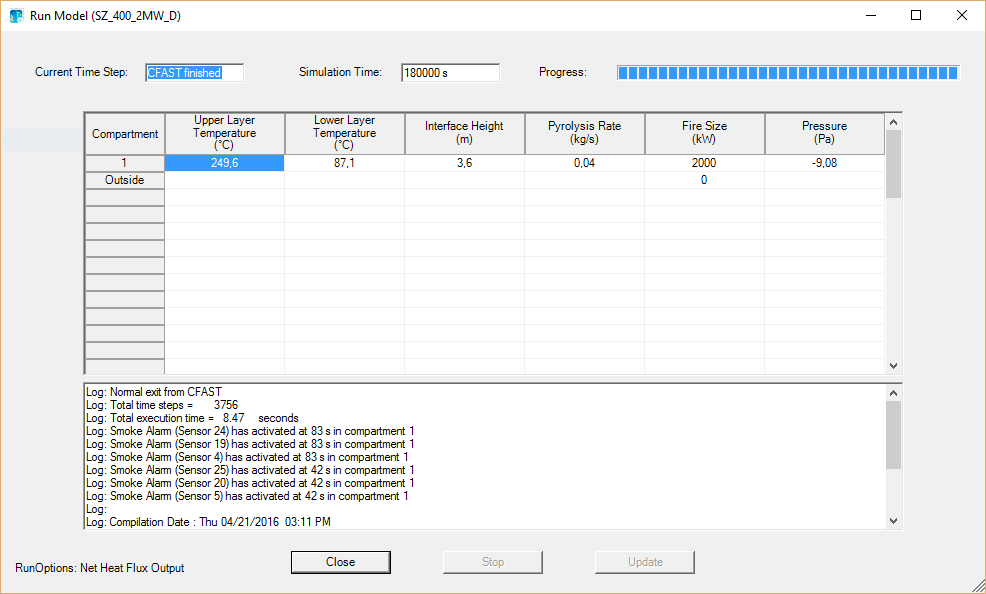 Run Model (SZ_400_2MW_D)
Current Time Step: CFAST finished Simulation Time: 180000 s Progress:
Compartment Upper Layer Temperature (°C) Lower Layer Temperature (°C) Interface Height (m) Pyrolysis Rate (kg/s) Fire Size (kW) Pressure (Pa)
1 249,6 87,1 3,6 0,04 2000 -9,08
Outside 0
Log: Normal exit from CFAST
Log: Total time steps = 3756
Log: Total execution time = 8.47 seconds
Log: Smoke Alarm (Sensor 24) has activated at 83 s in compartment 1
Log: Smoke Alarm (Sensor 19) has activated at 83 s in compartment 1
Log: Smoke Alarm (Sensor 4) has activated at 83 s in compartment 1
Log: Smoke Alarm (Sensor 25) has activated at 42 s in compartment 1
Log: Smoke Alarm (Sensor 20) has activated at 42 s in compartment 1
Log: Smoke Alarm (Sensor 5) has activated at 42 s in compartment 1
Log:
Log: Compilation Date : Thu 04/21/2016 03:11 PM
RunOptions: Net Heat Flux Output Close Stop Update